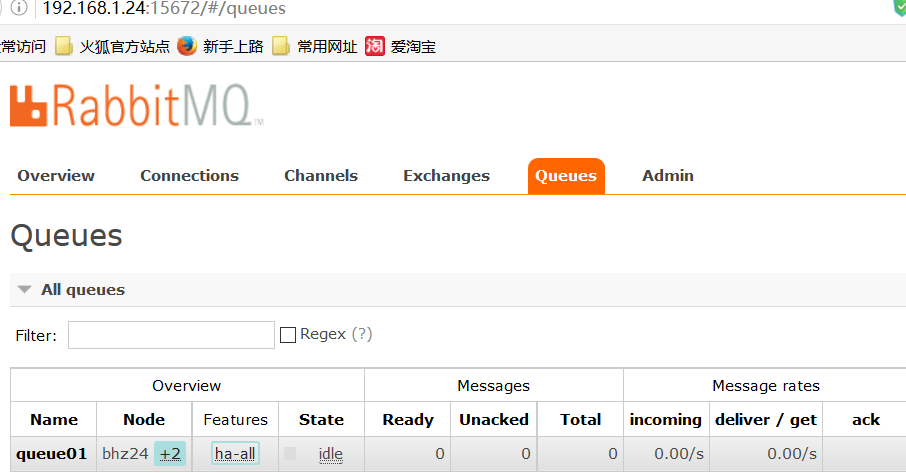 192.168.1.24:15672/#/queues
常访问 火狐官方站点 新手上路 常用网址 淘 爱淘宝
RabbitMQ™
Overview Connections Channels Exchanges Queues Admin
Queues
All queues
Filter: Regex (?)
Overview Messages Message rates
Name Node Features State Ready Unacked Total incoming deliver / get ack
queue01 bhz24 +2 ha-all idle 0 0 0 0.00/s 0.00/s